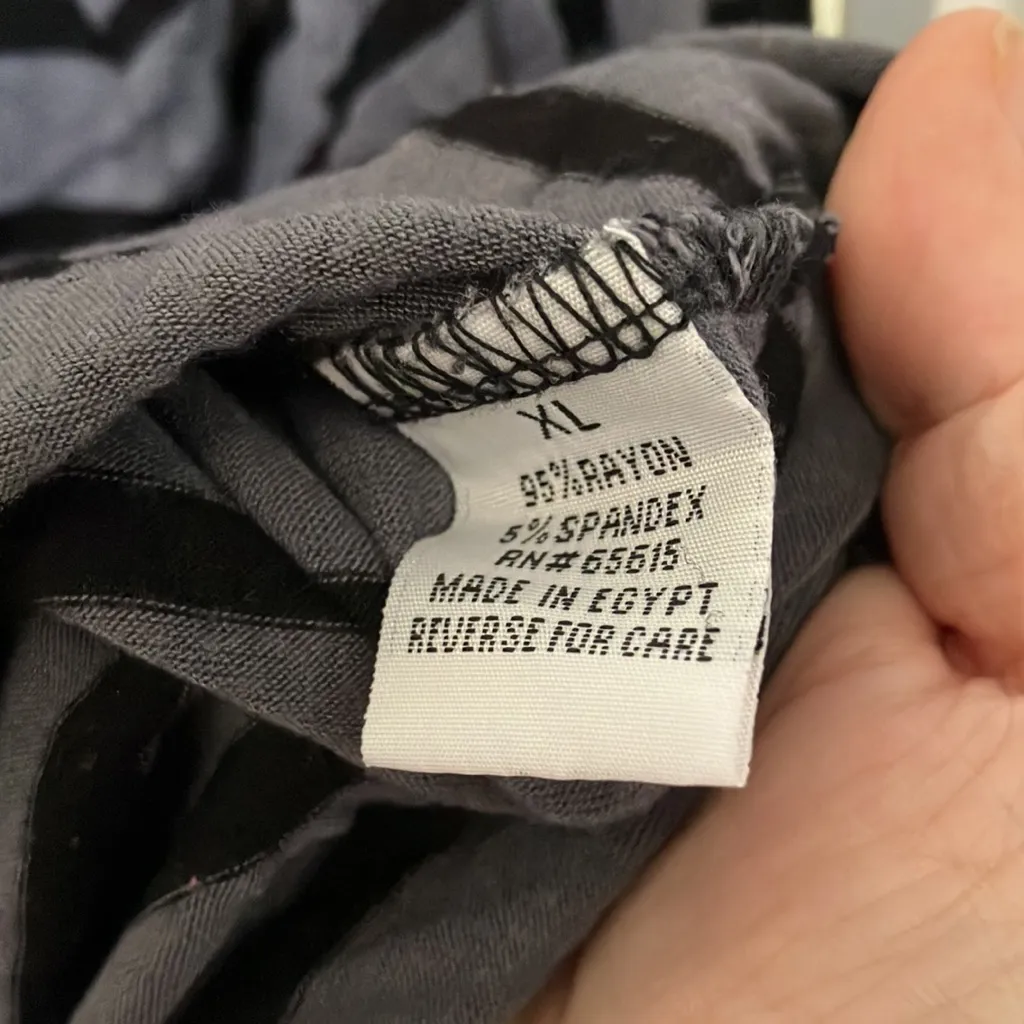 XL
95%RAYON
5%SPANDEX
RN#65615
MADE IN EGYPT
REVERSE FOR CARE